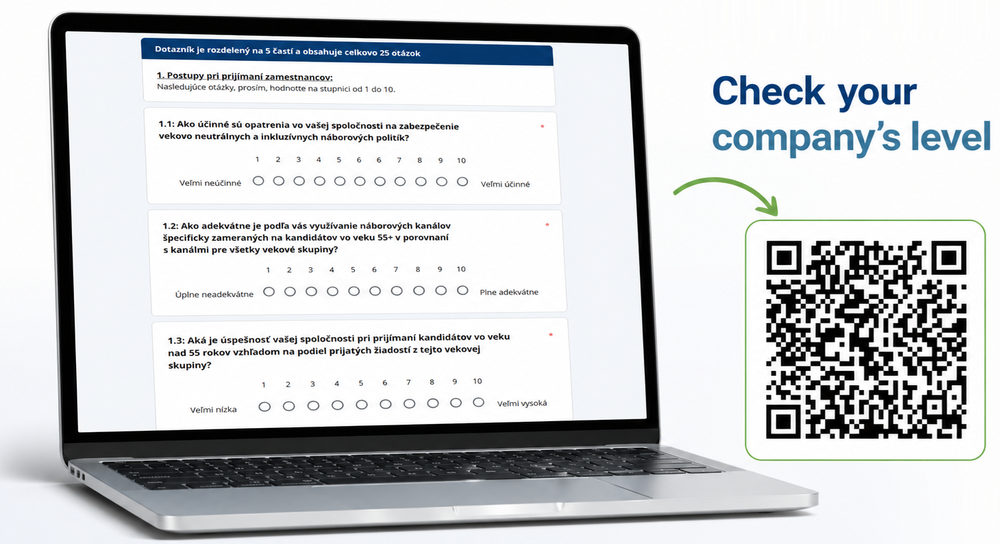 Dotazník je rozdelený na 5 častí a obsahuje celkovo 25 otázok
1. Postupy pri prijímaní zamestnancov:
Nasledujúce otázky, prosím, hodnotte na stupnici od 1 do 10.
1.1: Ako účinné sú opatrenia vo vašej spoločnosti na zabezpečenie
vekovo neutrálnych a inkluzívnych náborových politík?
*
1 2 3 4 5 6 6 7 8 9 10
Veľmi neúčinné
Veľmi účinné
1.2: Ako adekvátne je podľa vás využívanie náborových kanálov
špecificky zameraných na kandidátov vo veku 55+ v porovnaní
s kanálmi pre všetky vekové skupiny?
*
1 2 3 4 5 6 7 8 9 10
Úplne neadekvátne
Plne adekvátne
1.3: Aká je úspešnosť vašej spoločnosti pri prijímaní kandidátov vo veku
nad 55 rokov vzhľadom na podiel prijatých žiadostí z tejto vekovej
skupiny?
*
1 2 3 4 5 6 7 8 9 10
Veľmi nízka
Veľmi vysoká
Check your
company’s level